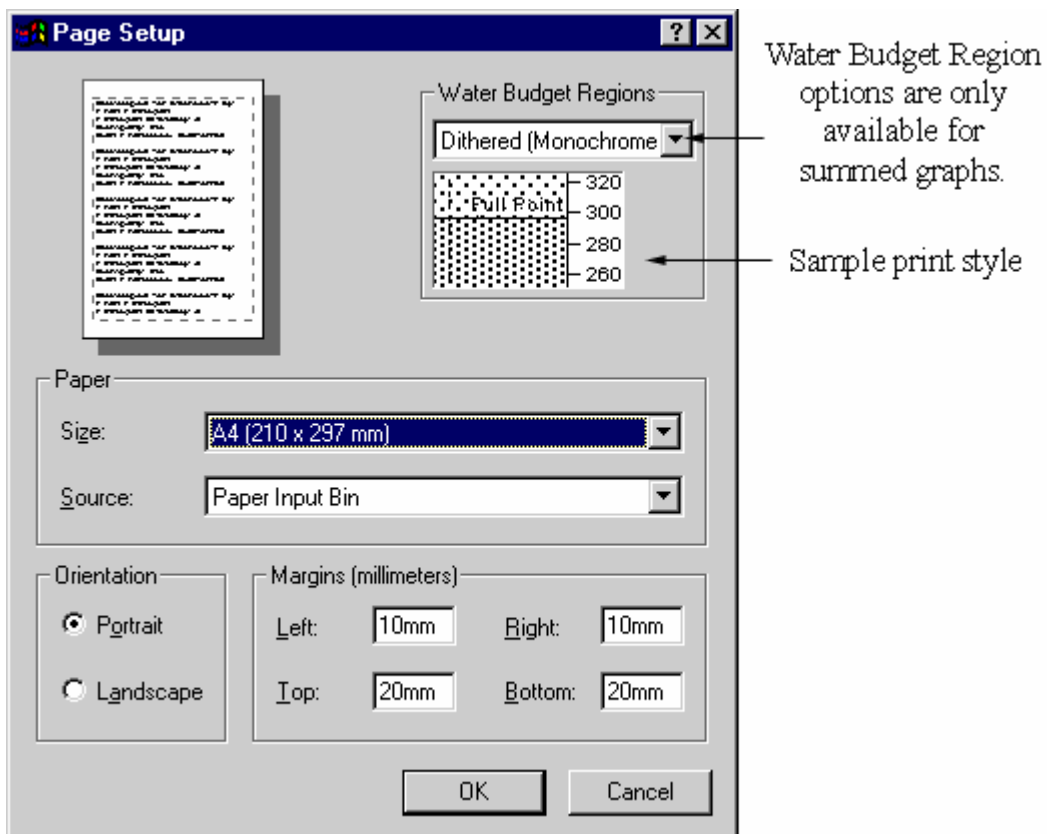 Page Setup
Water Budget Regions
Dithered (Monochrome
Full Point
320
300
280
260
Water Budget Region
options are only
available for
summed graphs.
Sample print style
Paper
Size:
A4 (210 x 297 mm)
Source:
Paper Input Bin
Orientation
Portrait
Landscape
Margins (millimeters)
Left:
10mm
Right:
10mm
Top:
20mm
Bottom:
20mm
OK
Cancel